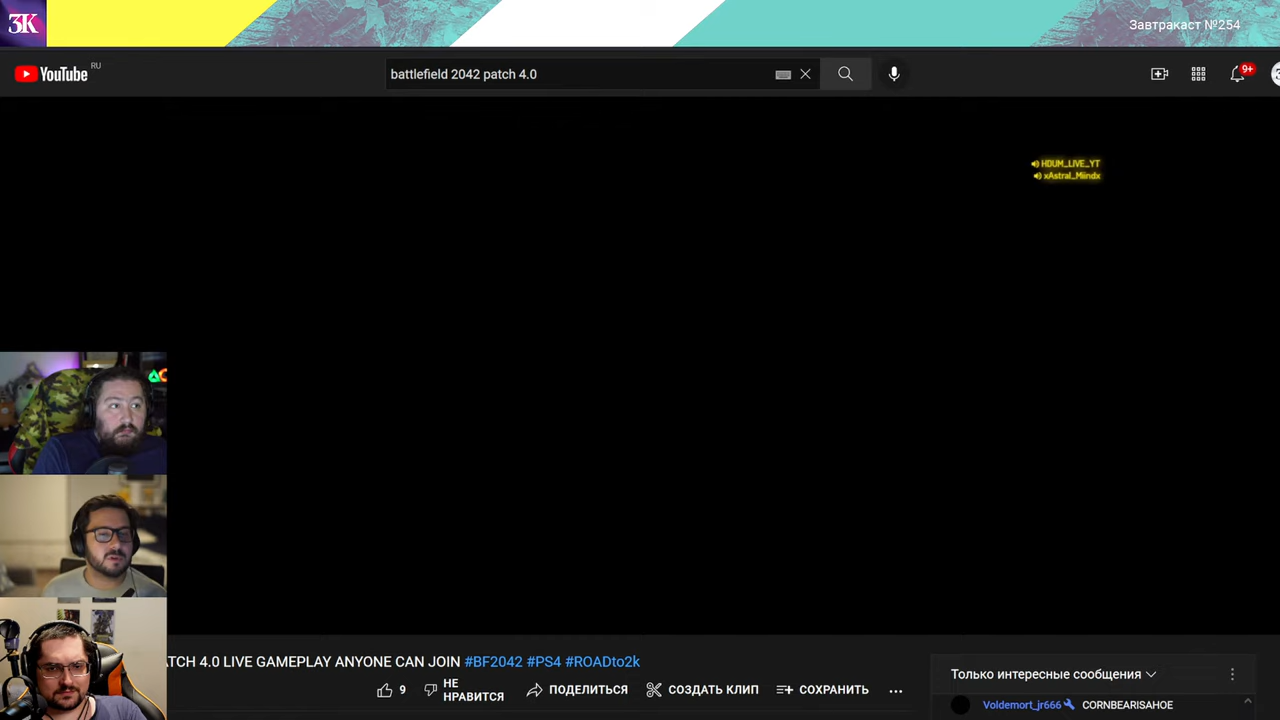 3K
Завтракаст №254
YouTube RU
battlefield 2042 patch 4.0
9+
HDUM_LIVE_YT
xAstral_Miindx
ATCH 4.0 LIVE GAMEPLAY ANYONE CAN JOIN #BF2042 #PS4 #ROADto2k
9
НЕ
НРАВИТСЯ
ПОДЕЛИТЬСЯ
СОЗДАТЬ КЛИП
СОХРАНИТЬ
Только интересные сообщения
Voldemort_jr666 CORNBEARISAHOE